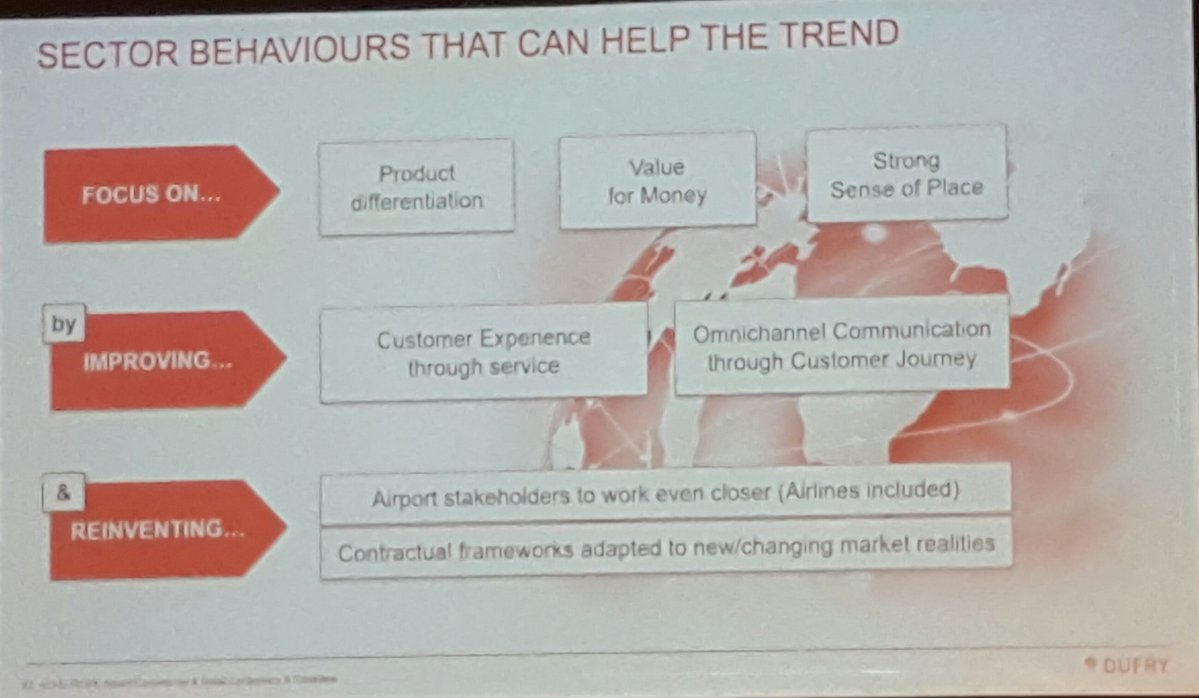 SECTOR BEHAVIOURS THAT CAN HELP THE TREND
FOCUS ON...
Product
differentiation
Value
for Money
Strong
Sense of Place
by
IMPROVING...
Customer Experience
through service
Omnichannel Communication
through Customer Journey
&
REINVENTING...
Airport stakeholders to work even closer (Airlines included)
Contractual frameworks adapted to new/changing market realities
DUFRY